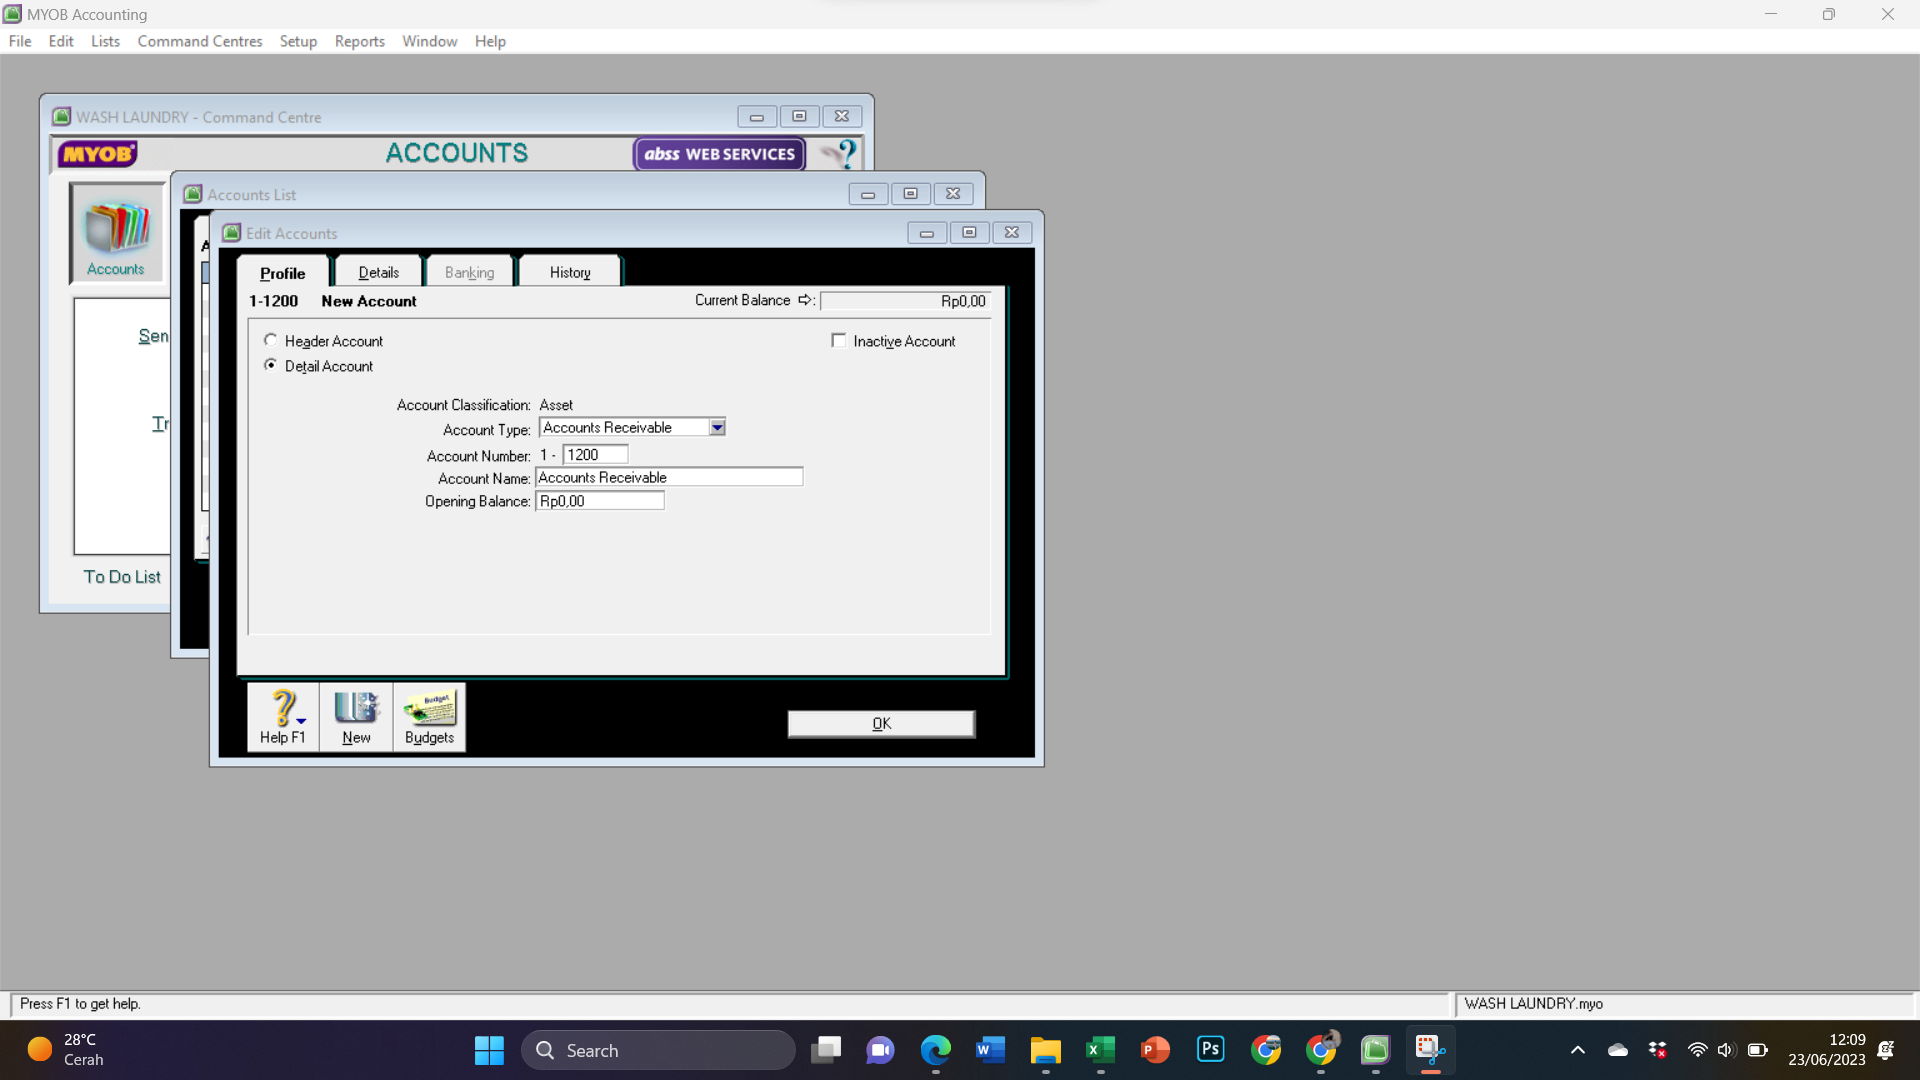 MYOB Accounting
File Edit Lists Command Centres Setup Reports Window Help
WASH LAUNDRY - Command Centre
MYOB ACCOUNTS abss WEB SERVICES
Accounts List
Edit Accounts
Accounts
Profile Details Banking History
1-1200 New Account Current Balance : Rp0,00
Header Account Inactive Account
Detail Account
Account Classification: Asset
Account Type: Accounts Receivable
Account Number: 1 - 1200
Account Name: Accounts Receivable
Opening Balance: Rp0,00
Sen
Tr
To Do List
Budget
Help F1 New Budgets OK
Press F1 to get help. WASH LAUNDRY.myo
28°C
Cerah
Search
Ps
12:09
23/06/2023